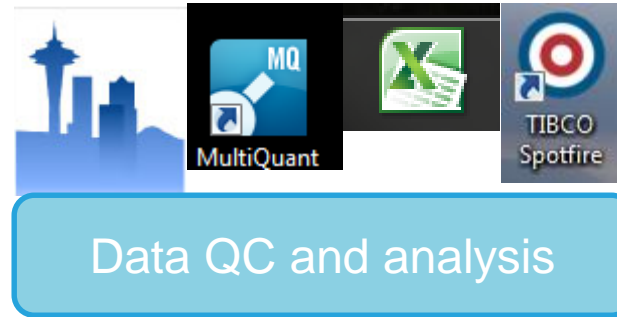 MQ
MultiQuant
X
TIBCO
Spotfire
Data QC and analysis